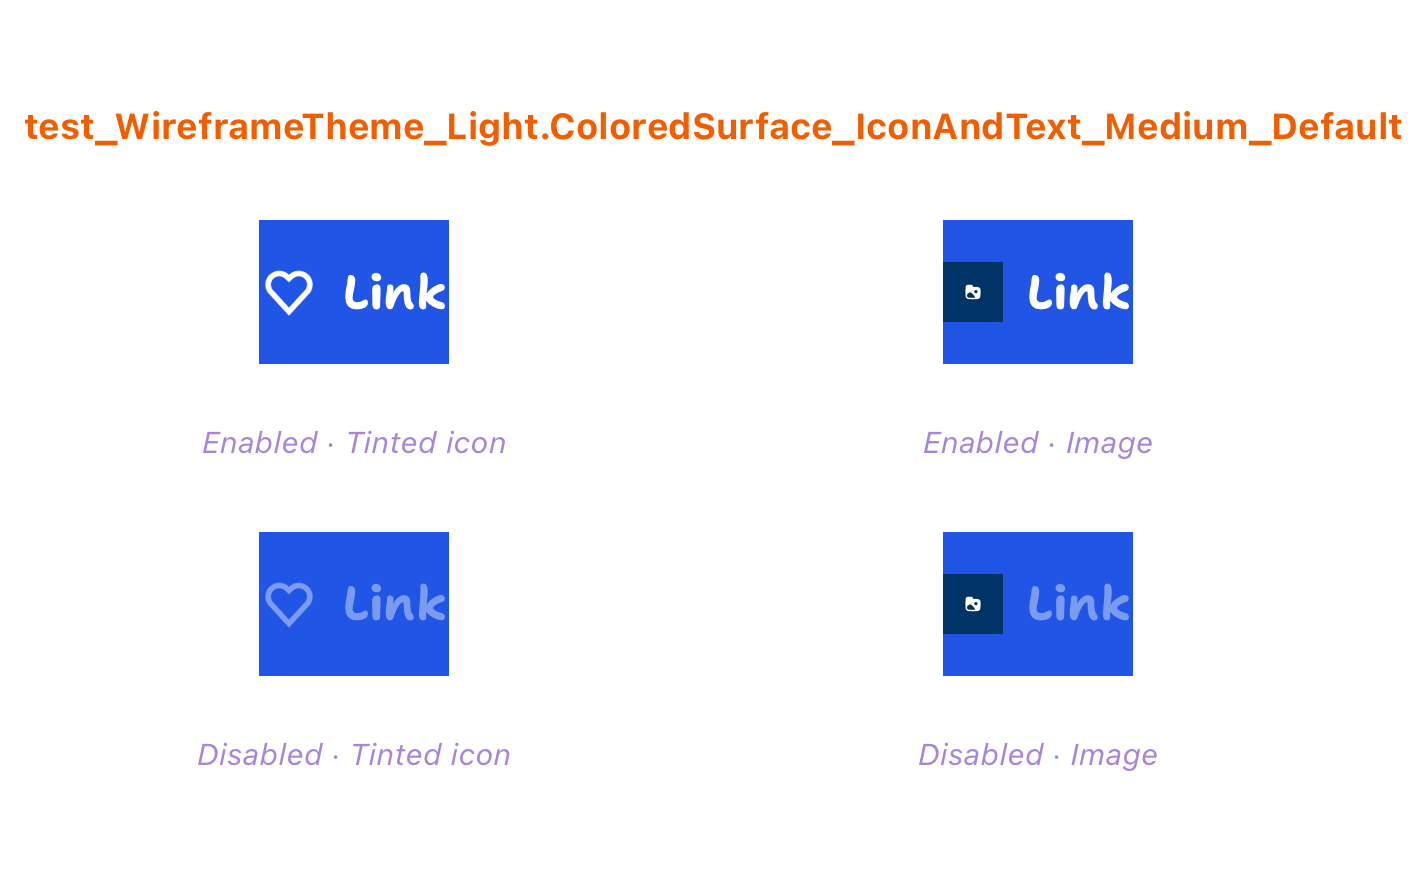 test_WireframeTheme_Light.ColoredSurface_IconAndText_Medium_Default
Link
Link
Enabled · Tinted icon
Enabled · Image
Link
Link
Disabled · Tinted icon
Disabled · Image